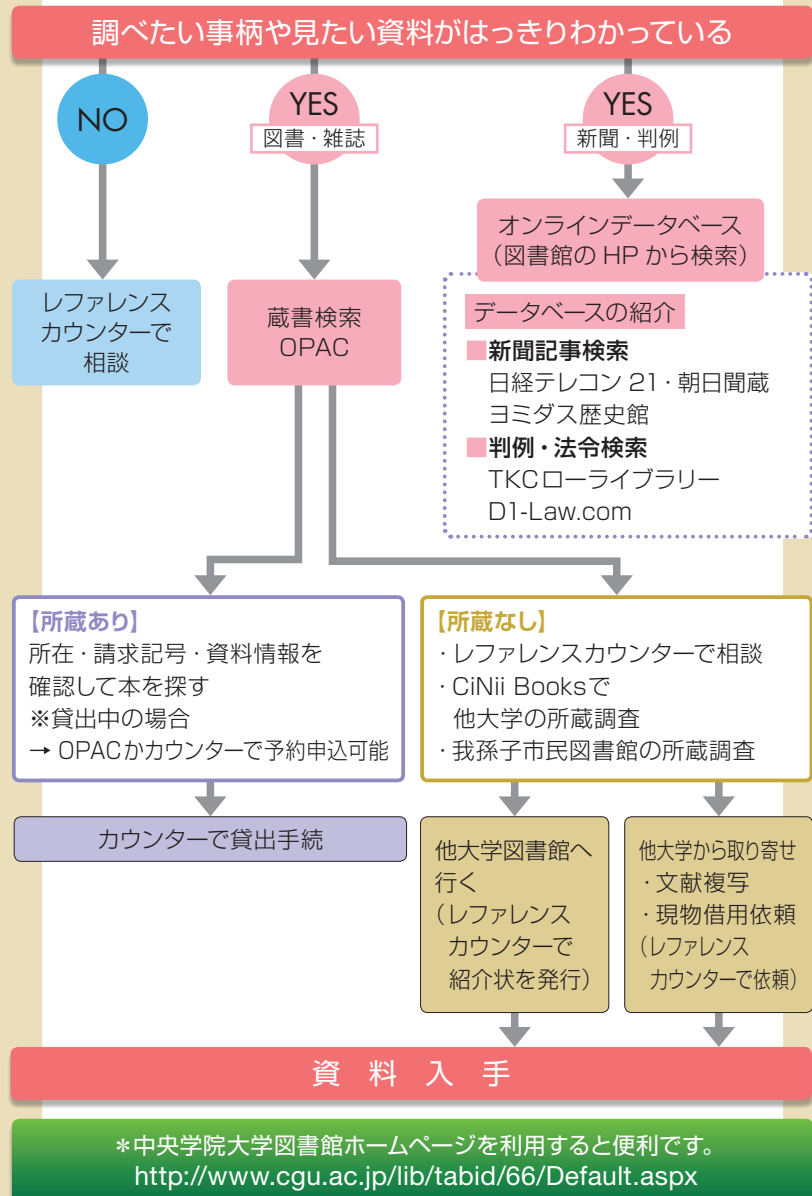 調べたい事柄や見たい資料がはっきりわかっている
NO
YES
図書・雑誌
YES
新聞・判例
レファレンス
カウンターで
相談
蔵書検索
OPAC
オンラインデータベース
（図書館の HP から検索）
データベースの紹介
■新聞記事検索
日経テレコン 21・朝日聞蔵
ヨミダス歴史館
■判例・法令検索
TKCローライブラリー
D1-Law.com
【所蔵あり】
所在・請求記号・資料情報を
確認して本を探す
※貸出中の場合
→ OPACかカウンターで予約申込可能
カウンターで貸出手続
【所蔵なし】
・レファレンスカウンターで相談
・CiNii Booksで
他大学の所蔵調査
・我孫子市民図書館の所蔵調査
他大学図書館へ
行く
（レファレンス
カウンターで
紹介状を発行）
他大学から取り寄せ
・文献複写
・現物借用依頼
（レファレンス
カウンターで依頼）
資 料 入 手
＊中央学院大学図書館ホームページを利用すると便利です。
http://www.cgu.ac.jp/lib/tabid/66/Default.aspx